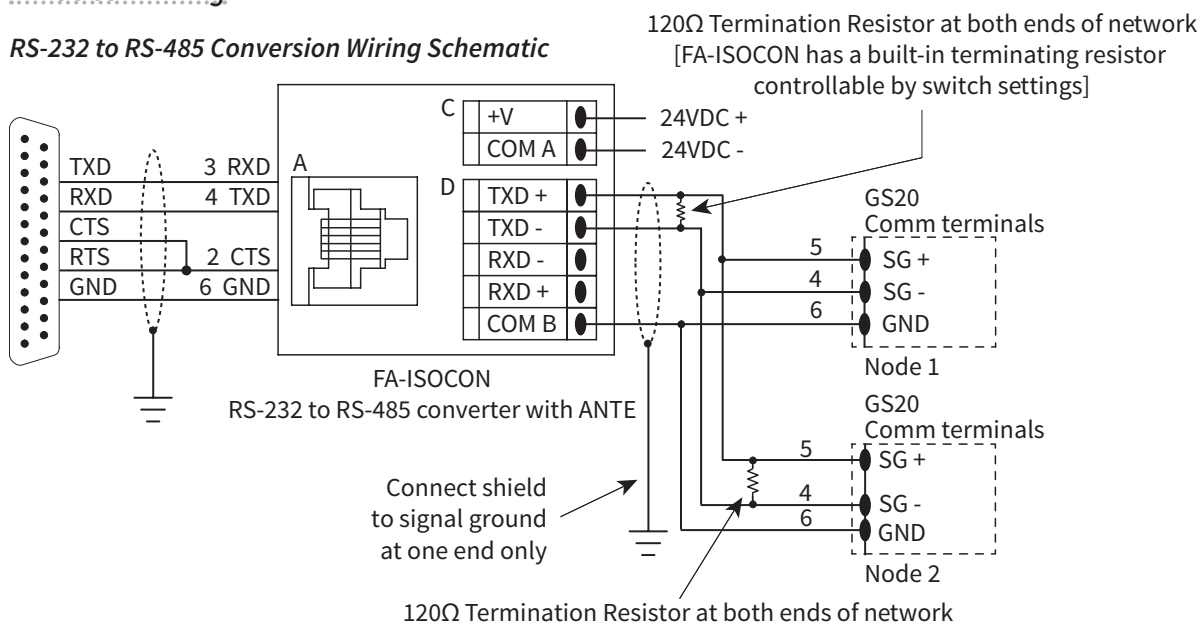 RS-232 to RS-485 Conversion Wiring Schematic
120Ω Termination Resistor at both ends of network
[FA-ISOCON has a built-in terminating resistor
controllable by switch settings]
TXD
RXD
CTS
RTS
GND
3 RXD
4 TXD
2 CTS
6 GND
A
C
+V
COM A
24VDC +
24VDC -
D
TXD +
TXD -
RXD -
RXD +
COM B
FA-ISOCON
RS-232 to RS-485 converter with ANTE
GS20
Comm terminals
5
SG +
4
SG -
6
GND
Node 1
GS20
Comm terminals
5
SG +
4
SG -
6
GND
Node 2
Connect shield
to signal ground
at one end only
120Ω Termination Resistor at both ends of network